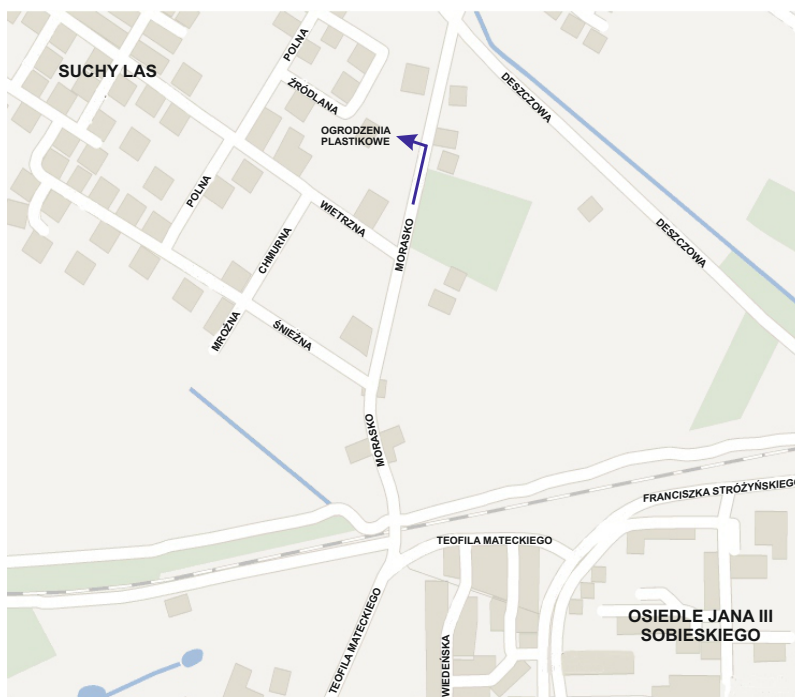 POLNA
SUCHY LAS
ŹRÓDLANA
DESZCZOWA
OGRODZENIA
PLASTIKOWE
POLNA
WIETRZNA
CHMURNA
MORASKO
DESZCZOWA
MROŹNA
ŚNIEŻNA
MORASKO
FRANCISZKA STRÓŻYŃSKIEGO
TEOFILA MATECKIEGO
TEOFILA MATECKIEGO
WIEDEŃSKA
OSIEDLE JANA III
SOBIESKIEGO